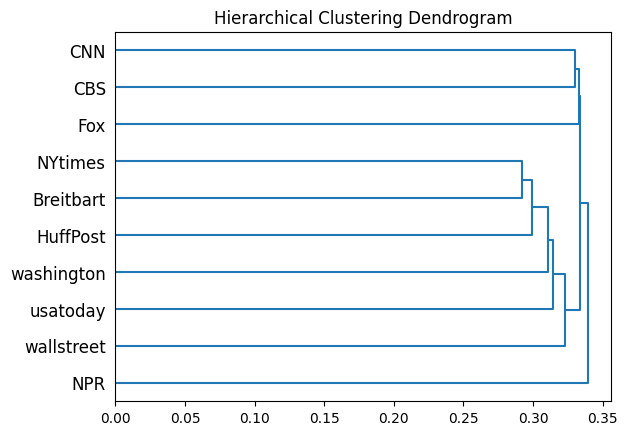 Hierarchical Clustering Dendrogram
CNN
CBS
Fox
NYtimes
Breitbart
HuffPost
washington
usatoday
wallstreet
NPR
0.00 0.05 0.10 0.15 0.20 0.25 0.30 0.35